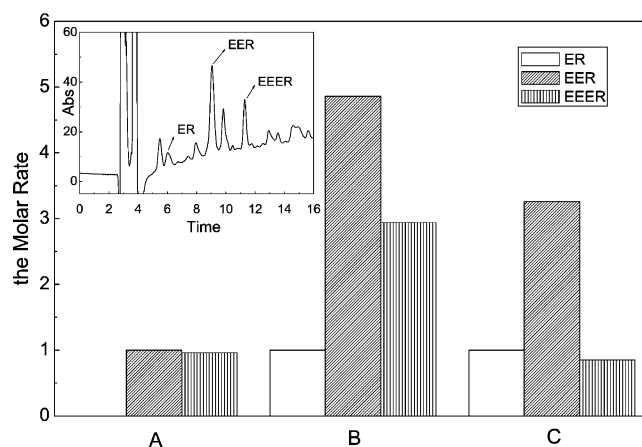 the Molar Rate
6
5
4
3
2
1
0
A
B
C
ER
EER
EEER
Abs
60
40
20
0
0 2 4 6 8 10 12 14 16
Time
ER
EER
EEER